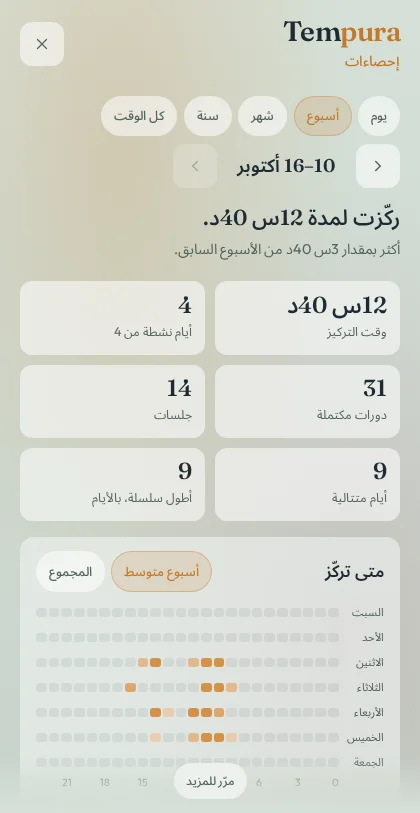 Tempura
إحصاءات
يوم
أسبوع
شهر
سنة
كل الوقت
10–16 أكتوبر
ركّزت لمدة 12س 40د.
أكثر بمقدار 3س 40د من الأسبوع السابق.
12س 40د
وقت التركيز
4
أيام نشطة من 4
31
دورات مكتملة
14
جلسات
9
أيام متتالية
9
أطول سلسلة، بالأيام
متى تركّز
أسبوع متوسط
المجموع
السبت
الأحد
الاثنين
الثلاثاء
الأربعاء
الخميس
الجمعة
0 3 6 15 18 21
مرّر للمزيد